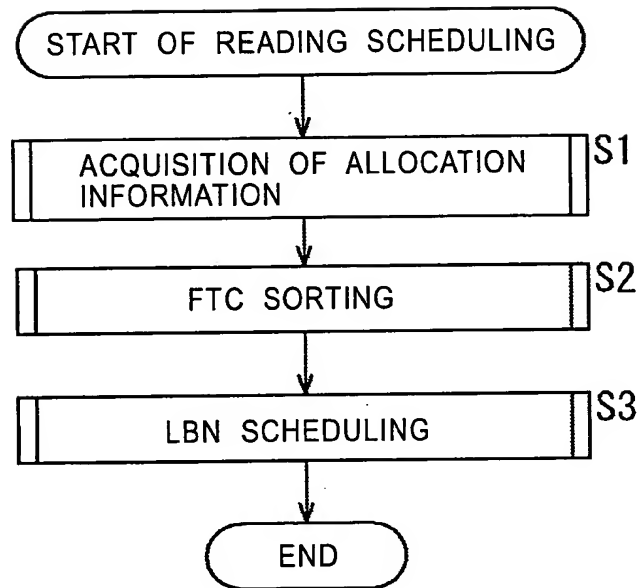 START OF READING SCHEDULING
S1
ACQUISITION OF ALLOCATION
INFORMATION
S2
FTC SORTING
S3
LBN SCHEDULING
END